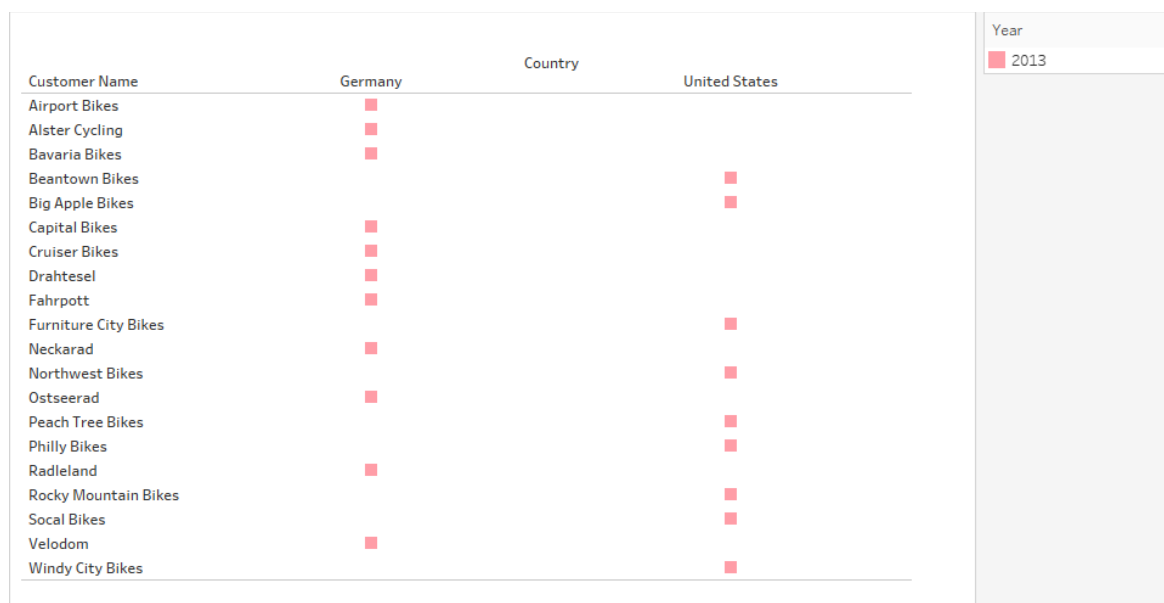 Year
2013
Country
Customer Name Germany United States
Airport Bikes
Alster Cycling
Bavaria Bikes
Beantown Bikes
Big Apple Bikes
Capital Bikes
Cruiser Bikes
Drahtesel
Fahrpott
Furniture City Bikes
Neckarad
Northwest Bikes
Ostseerad
Peach Tree Bikes
Philly Bikes
Radleland
Rocky Mountain Bikes
Socal Bikes
Velodom
Windy City Bikes